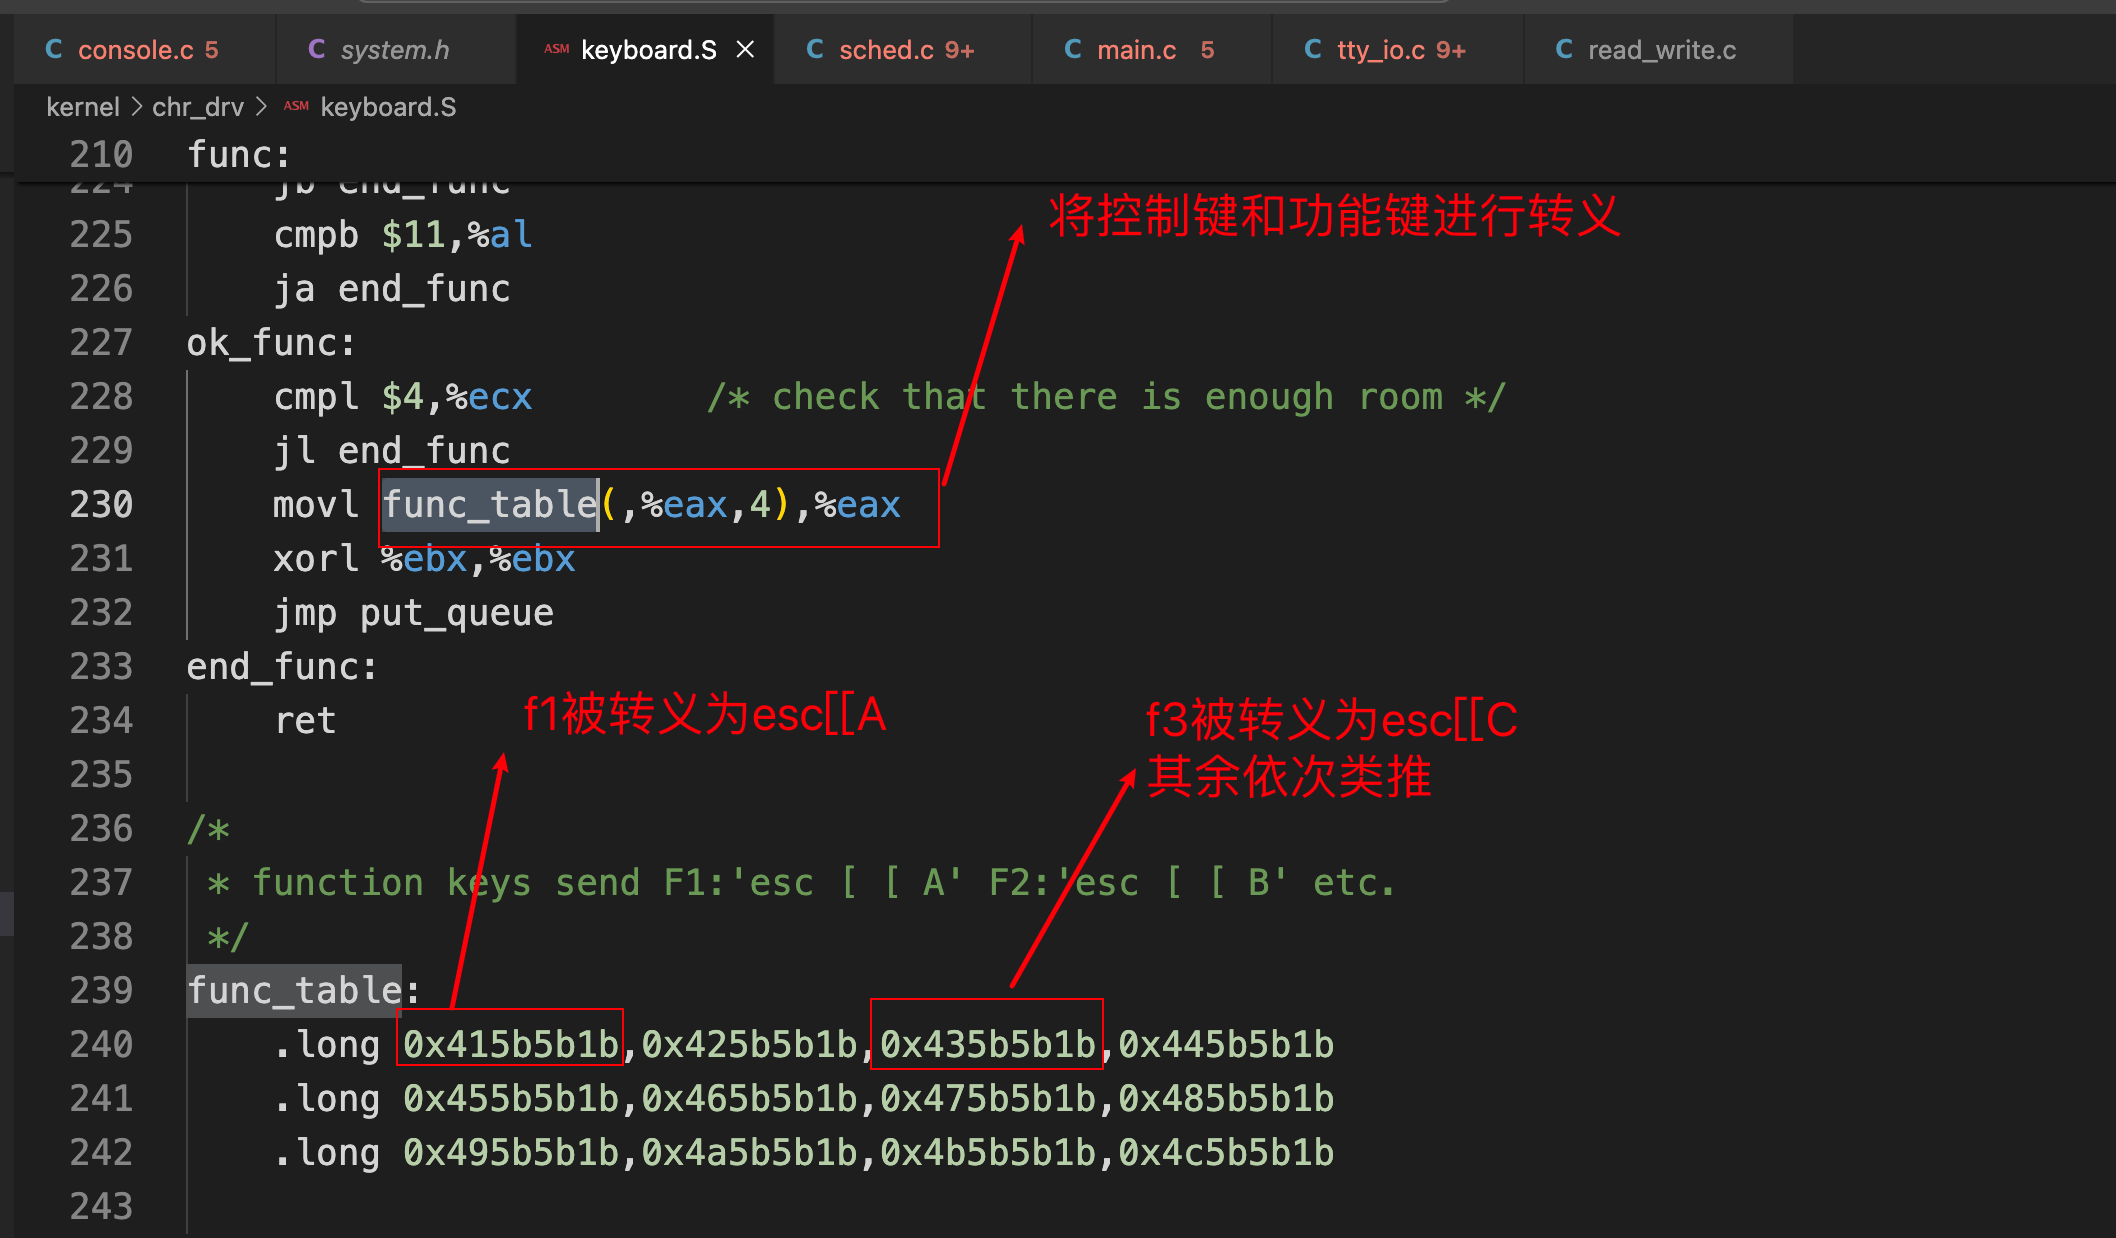 console.c 5 system.h ASM keyboard.S sched.c 9+ main.c 5 tty_io.c 9+ read_write.c
kernel > chr_drv > ASM keyboard.S
210 func:
224 jb end_func
将控制键和功能键进行转义
225 cmpb $11,%al
226 ja end_func
227 ok_func:
228 cmpl $4,%ecx /* check that there is enough room */
229 jl end_func
230 movl func_table(,%eax,4),%eax
231 xorl %ebx,%ebx
232 jmp put_queue
233 end_func:
234 ret
f1被转义为esc[[A
f3被转义为esc[[C
其余依次类推
235
236 /*
237 * function keys send F1:'esc [ [ A' F2:'esc [ [ B' etc.
238 */
239 func_table:
240 .long 0x415b5b1b,0x425b5b1b,0x435b5b1b,0x445b5b1b
241 .long 0x455b5b1b,0x465b5b1b,0x475b5b1b,0x485b5b1b
242 .long 0x495b5b1b,0x4a5b5b1b,0x4b5b5b1b,0x4c5b5b1b
243